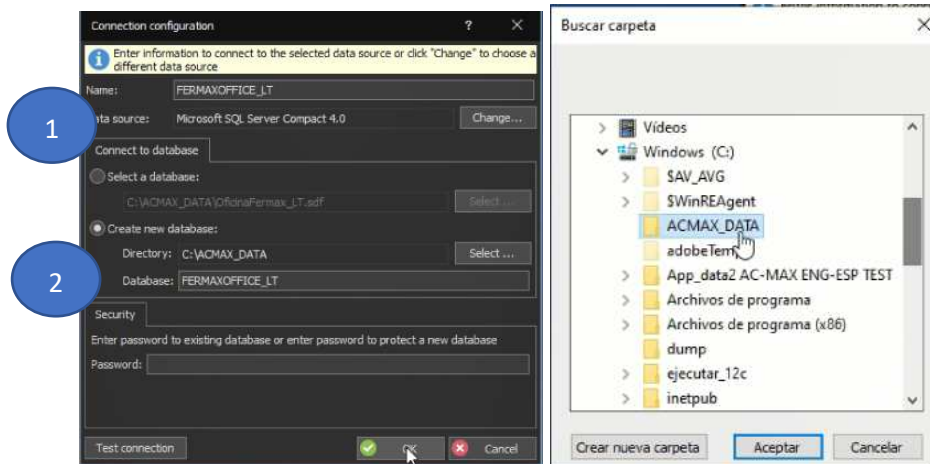 Connection configuration
? X
Enter information to connect to the selected data source or click "Change" to choose a
different data source
Name: FERMAXOFFICE_LT
1
ata source: Microsoft SQL Server Compact 4.0 Change...
Connect to database
Select a database:
C:\ACMAX_DATA\OficinaFermax_LT.sdf Select ...
Create new database:
Directory: C:\ACMAX_DATA Select ...
2
Database: FERMAXOFFICE_LT
Security
Enter password to existing database or enter password to protect a new database
Password:
Test connection OK Cancel
Buscar carpeta
Vídeos
Windows (C:)
$AV_AVG
$WinREAgent
ACMAX_DATA
adobeTem
App_data2 AC-MAX ENG-ESP TEST
Archivos de programa
Archivos de programa (x86)
dump
ejecutar_12c
inetpub
Crear nueva carpeta Aceptar Cancelar